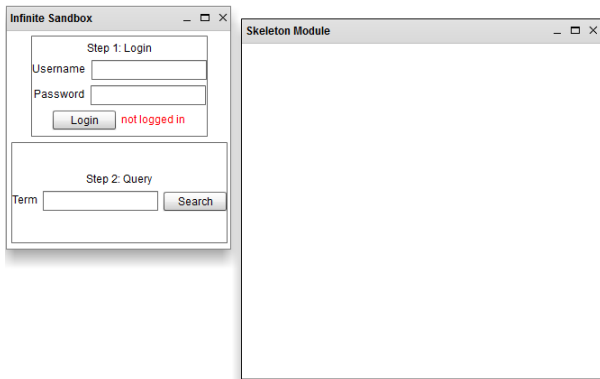 Infinite Sandbox
Step 1: Login
Username
Password
Login not logged in
Step 2: Query
Term Search
Skeleton Module